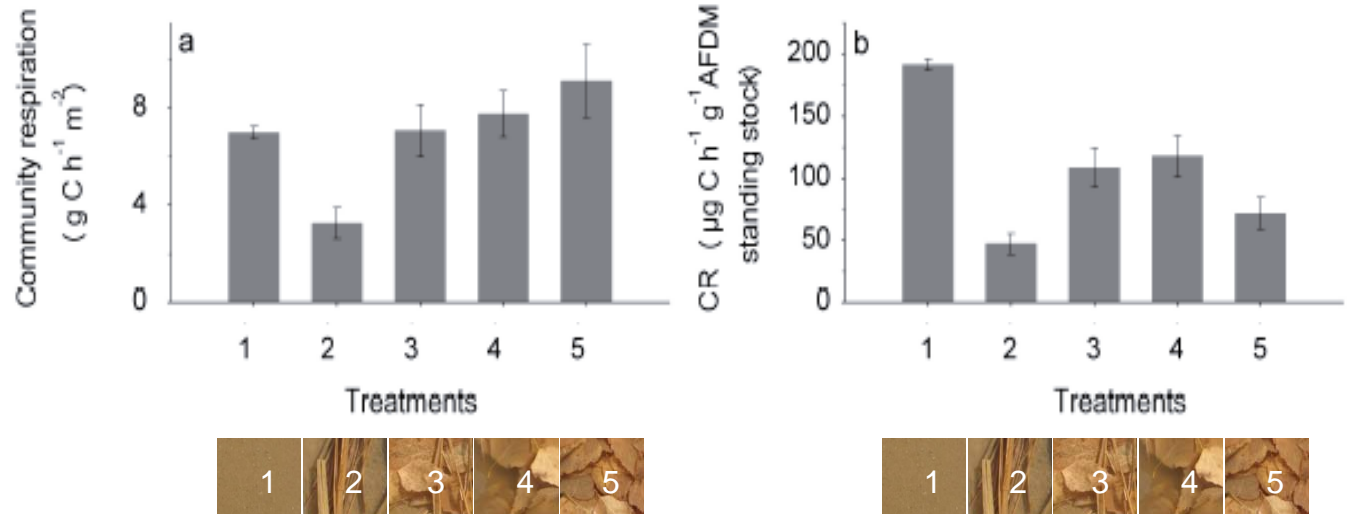 a
Community respiration
( g C h⁻¹ m⁻²)
8
4
0
1 2 3 4 5
Treatments
1 2 3 4 5
b
CR ( µg C h⁻¹ g⁻¹AFDM
standing stock)
200
150
100
50
0
1 2 3 4 5
Treatments
1 2 3 4 5